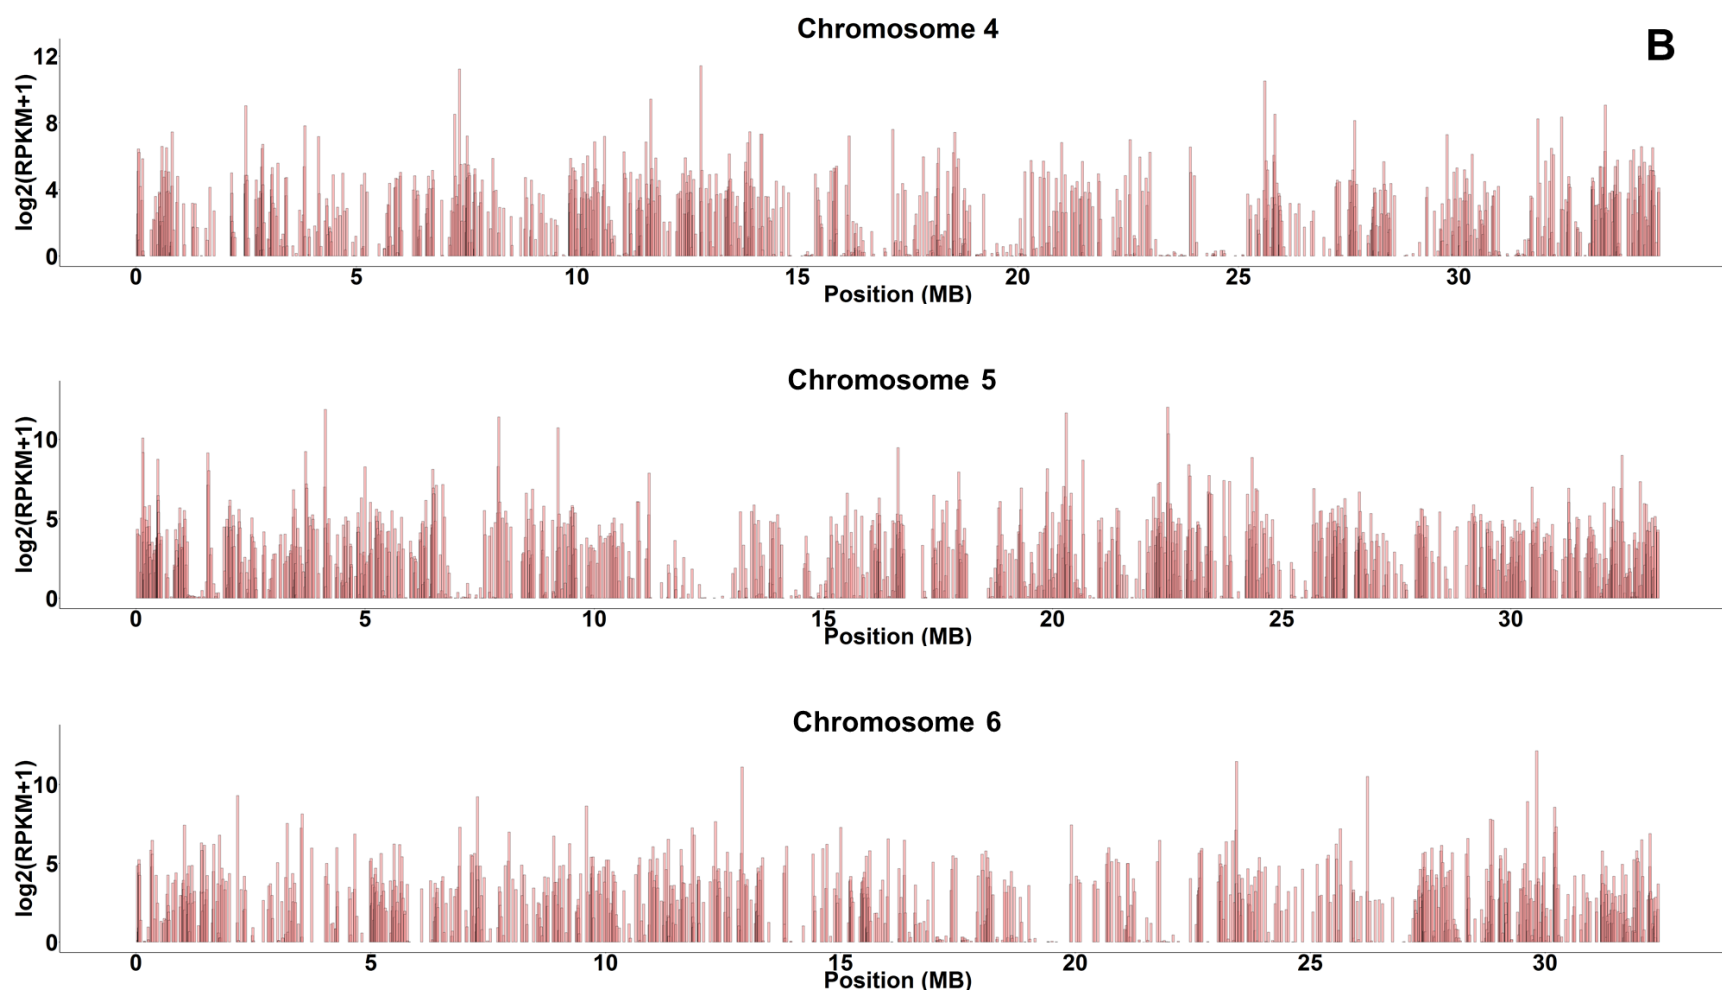 Chromosome 4
B
log2(RPKM+1)
12
8
4
0
0 5 10 15 20 25 30
Position (MB)
Chromosome 5
log2(RPKM+1)
10
5
0
0 5 10 15 20 25 30
Position (MB)
Chromosome 6
log2(RPKM+1)
10
5
0
0 5 10 15 20 25 30
Position (MB)